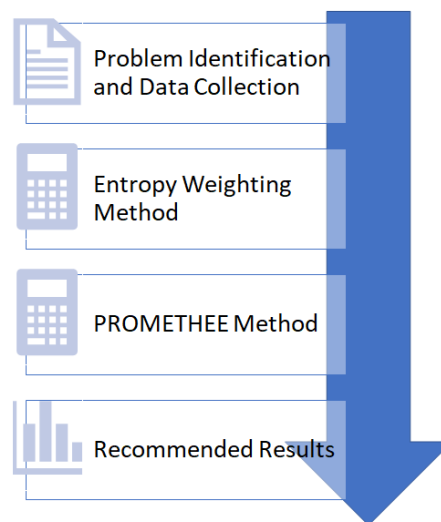 Problem Identification
and Data Collection
Entropy Weighting
Method
PROMETHEE Method
Recommended Results